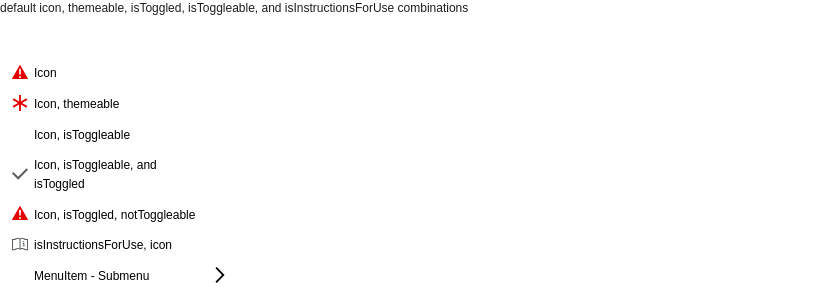 default icon, themeable, isToggled, isToggleable, and isInstructionsForUse combinations
Icon
Icon, themeable
Icon, isToggleable
Icon, isToggleable, and
isToggled
Icon, isToggled, notToggleable
isInstructionsForUse, icon
MenuItem - Submenu